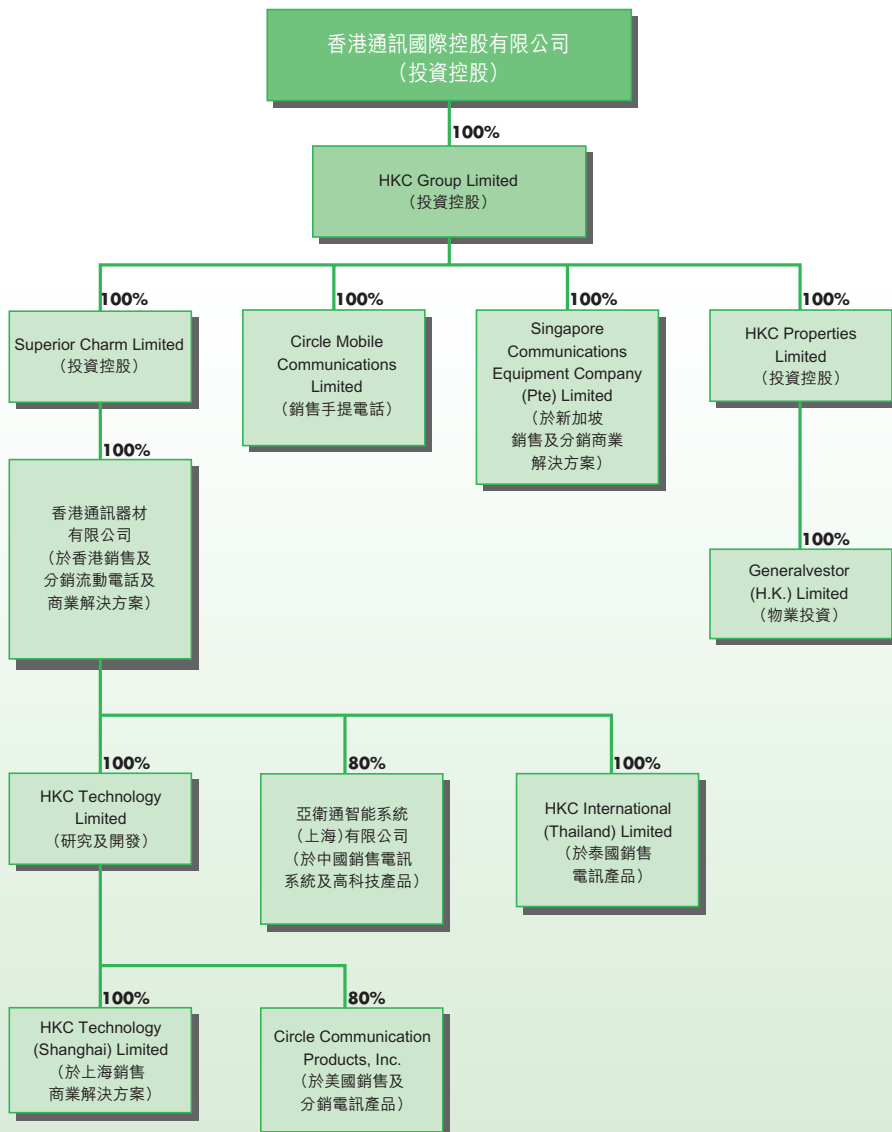 香港通訊國際控股有限公司
（投資控股）
100%
HKC Group Limited
（投資控股）
100%
Superior Charm Limited
（投資控股）
100%
Circle Mobile
Communications
Limited
（銷售手提電話）
100%
Singapore
Communications
Equipment Company
(Pte) Limited
（於新加坡
銷售及分銷商業
解決方案）
100%
HKC Properties
Limited
（投資控股）
100%
香港通訊器材
有限公司
（於香港銷售及
分銷流動電話及
商業解決方案）
100%
Generalvestor
(H.K.) Limited
（物業投資）
100%
HKC Technology
Limited
（研究及開發）
80%
亞衛通智能系統
（上海）有限公司
（於中國銷售電訊
系統及高科技產品）
100%
HKC International
(Thailand) Limited
（於泰國銷售
電訊產品）
100%
HKC Technology
(Shanghai) Limited
（於上海銷售
商業解決方案）
80%
Circle Communication
Products, Inc.
（於美國銷售及
分銷電訊產品）